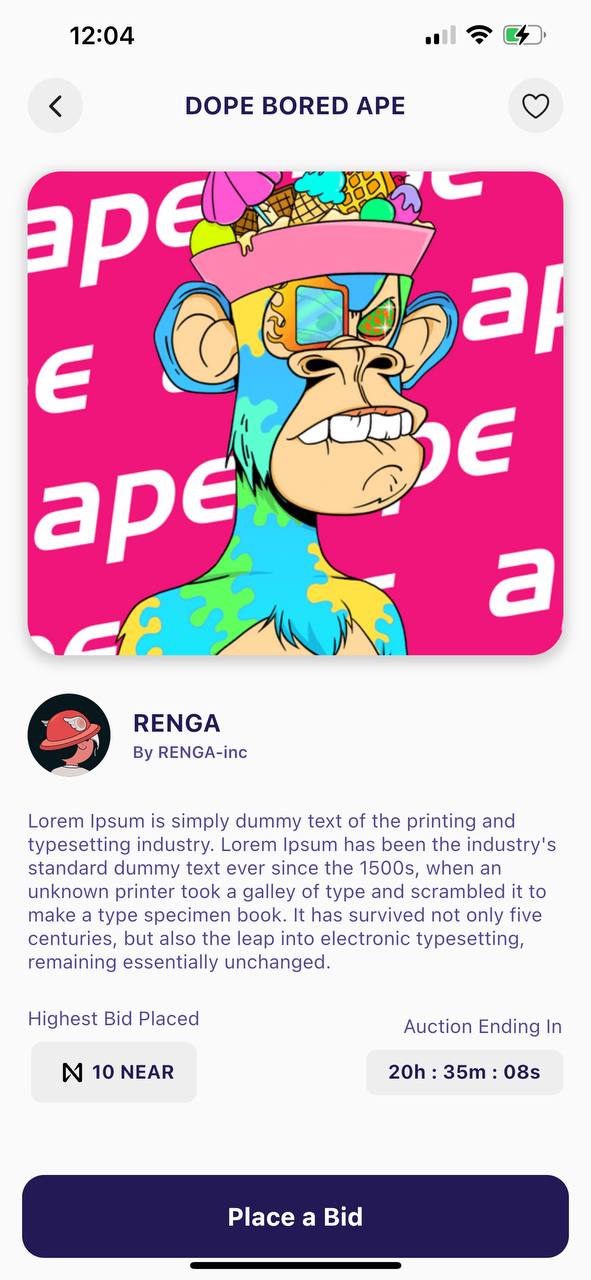 12:04
DOPE BORED APE
ape
pe
ape
pe
ape
ape
a
pe
RENGA
By RENGA-inc
Lorem Ipsum is simply dummy text of the printing and
typesetting industry. Lorem Ipsum has been the industry's
standard dummy text ever since the 1500s, when an
unknown printer took a galley of type and scrambled it to
make a type specimen book. It has survived not only five
centuries, but also the leap into electronic typesetting,
remaining essentially unchanged.
Highest Bid Placed
Auction Ending In
10 NEAR
20h : 35m : 08s
Place a Bid